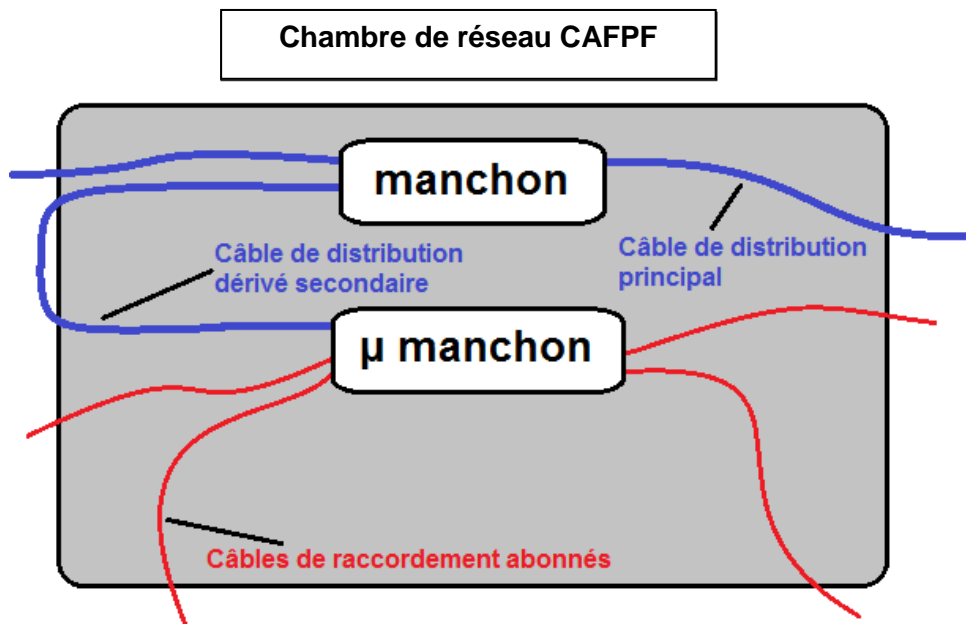 Chambre de réseau CAFPF
manchon
Câble de distribution
dérivé secondaire
Câble de distribution
principal
µ manchon
Câbles de raccordement abonnés